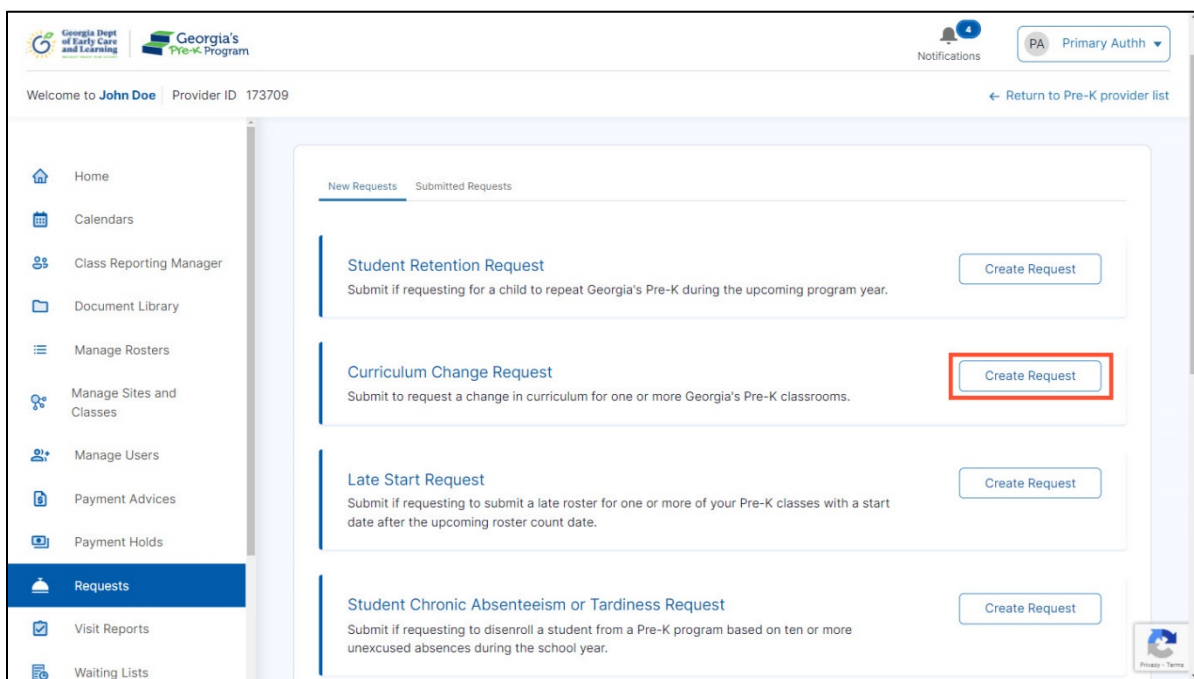 Georgia Dept
of Early Care
and Learning
Georgia's
Pre-K Program
4
Notifications
PA Primary Authh
Welcome to John Doe Provider ID 173709
← Return to Pre-K provider list
Home
Calendars
Class Reporting Manager
Document Library
Manage Rosters
Manage Sites and
Classes
Manage Users
Payment Advices
Payment Holds
Requests
Visit Reports
Waiting Lists
New Requests Submitted Requests
Student Retention Request
Submit if requesting for a child to repeat Georgia's Pre-K during the upcoming program year.
Create Request
Curriculum Change Request
Submit to request a change in curriculum for one or more Georgia's Pre-K classrooms.
Create Request
Late Start Request
Submit if requesting to submit a late roster for one or more of your Pre-K classes with a start
date after the upcoming roster count date.
Create Request
Student Chronic Absenteeism or Tardiness Request
Submit if requesting to disenroll a student from a Pre-K program based on ten or more
unexcused absences during the school year.
Create Request
Privacy - Terms